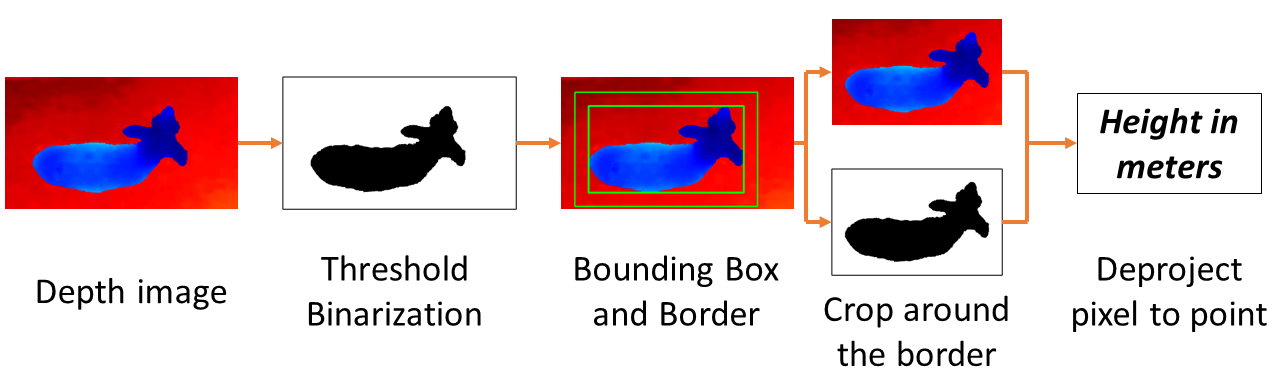 Height in
meters
Depth image
Threshold
Binarization
Bounding Box
and Border
Crop around
the border
Deproject
pixel to point